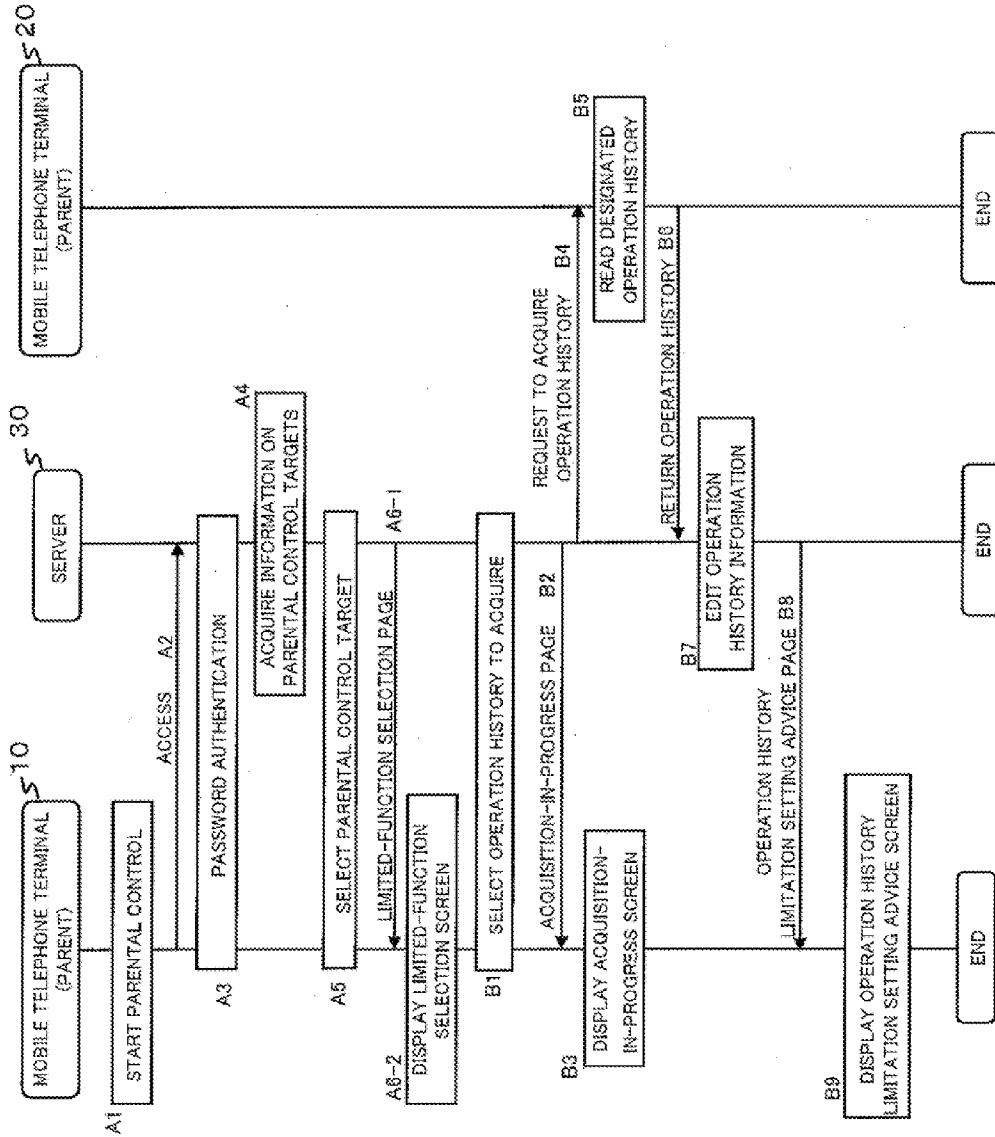 MOBILE TELEPHONE TERMINAL
(PARENT)
10
SERVER
30
MOBILE TELEPHONE TERMINAL
(PARENT)
20
A1
START PARENTAL CONTROL
ACCESS A2
A3
PASSWORD AUTHENTICATION
A4
ACQUIRE INFORMATION ON
PARENTAL CONTROL TARGETS
A5
SELECT PARENTAL CONTROL TARGET
LIMITED-FUNCTION SELECTION PAGE A6-1
A6-2
DISPLAY LIMITED-FUNCTION
SELECTION SCREEN
B1
SELECT OPERATION HISTORY TO ACQUIRE
ACQUISITION-IN-PROGRESS PAGE B2
B3
DISPLAY ACQUISITION-
IN-PROGRESS SCREEN
REQUEST TO ACQUIRE
OPERATION HISTORY B4
B5
READ DESIGNATED
OPERATION HISTORY
RETURN OPERATION HISTORY B6
B7
EDIT OPERATION
HISTORY INFORMATION
OPERATION HISTORY
LIMITATION SETTING ADVICE PAGE B8
B9
DISPLAY OPERATION HISTORY
LIMITATION SETTING ADVICE SCREEN
END
END
END